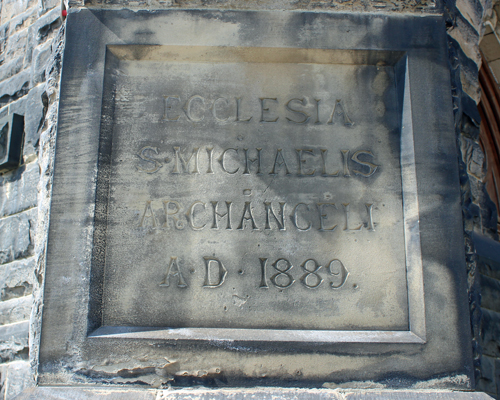 ECCLESIA
S·MICHAELIS
ARCHANGELI
A·D·1889.